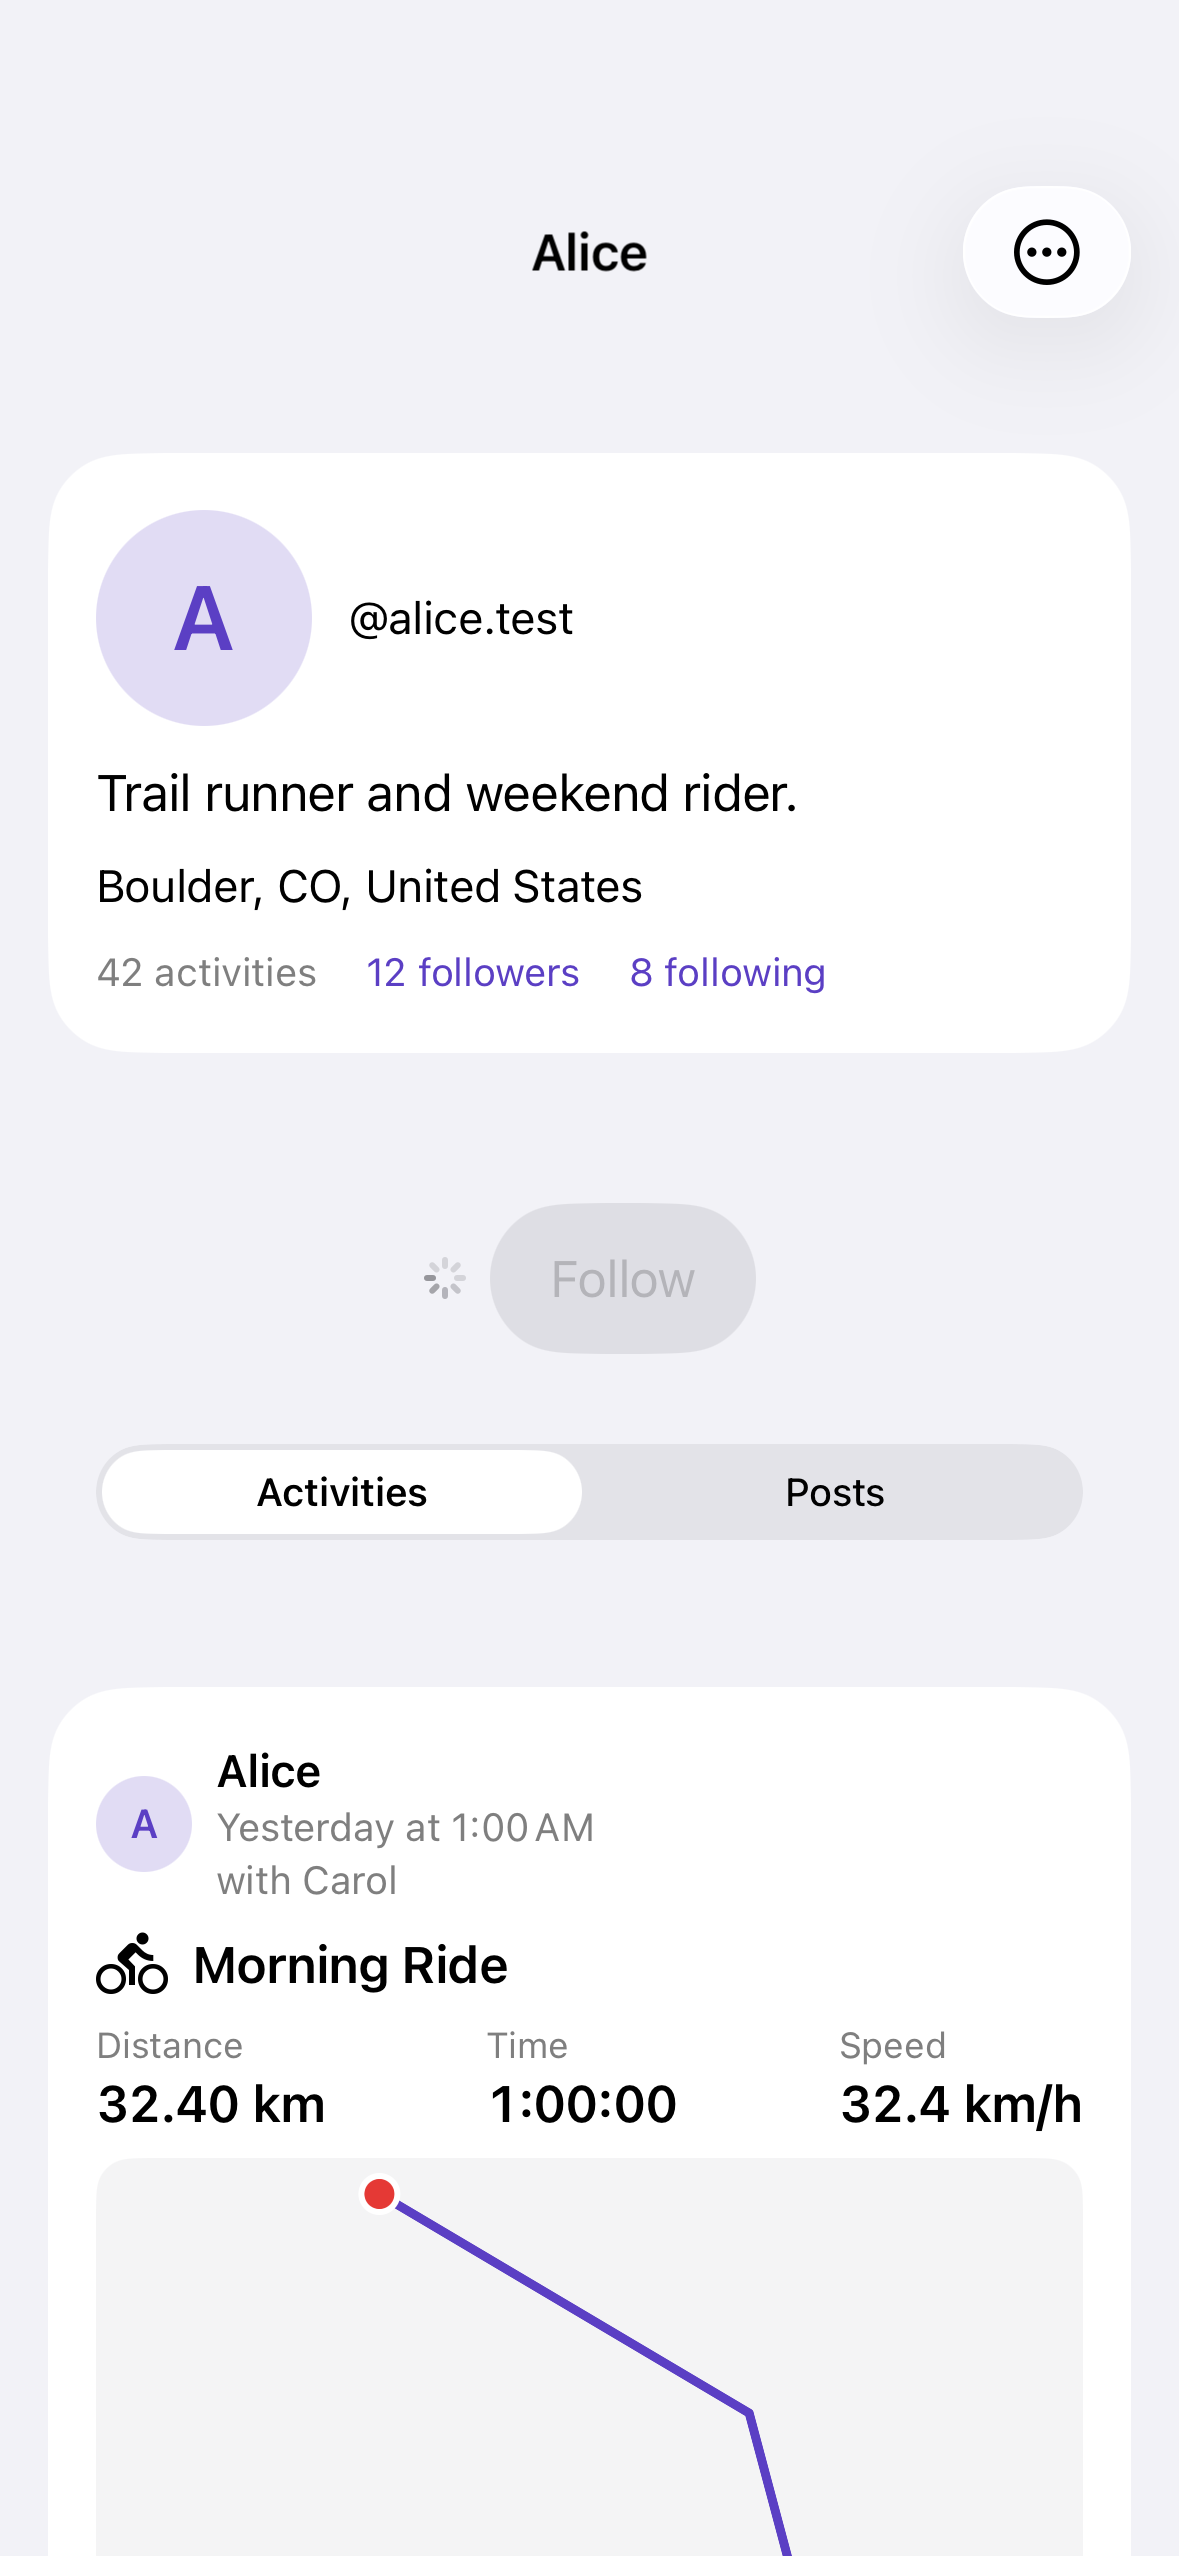 Alice
A
@alice.test
Trail runner and weekend rider.
Boulder, CO, United States
42 activities 12 followers 8 following
Follow
Activities Posts
A
Alice
Yesterday at 1:00 AM
with Carol
Morning Ride
Distance Time Speed
32.40 km 1:00:00 32.4 km/h